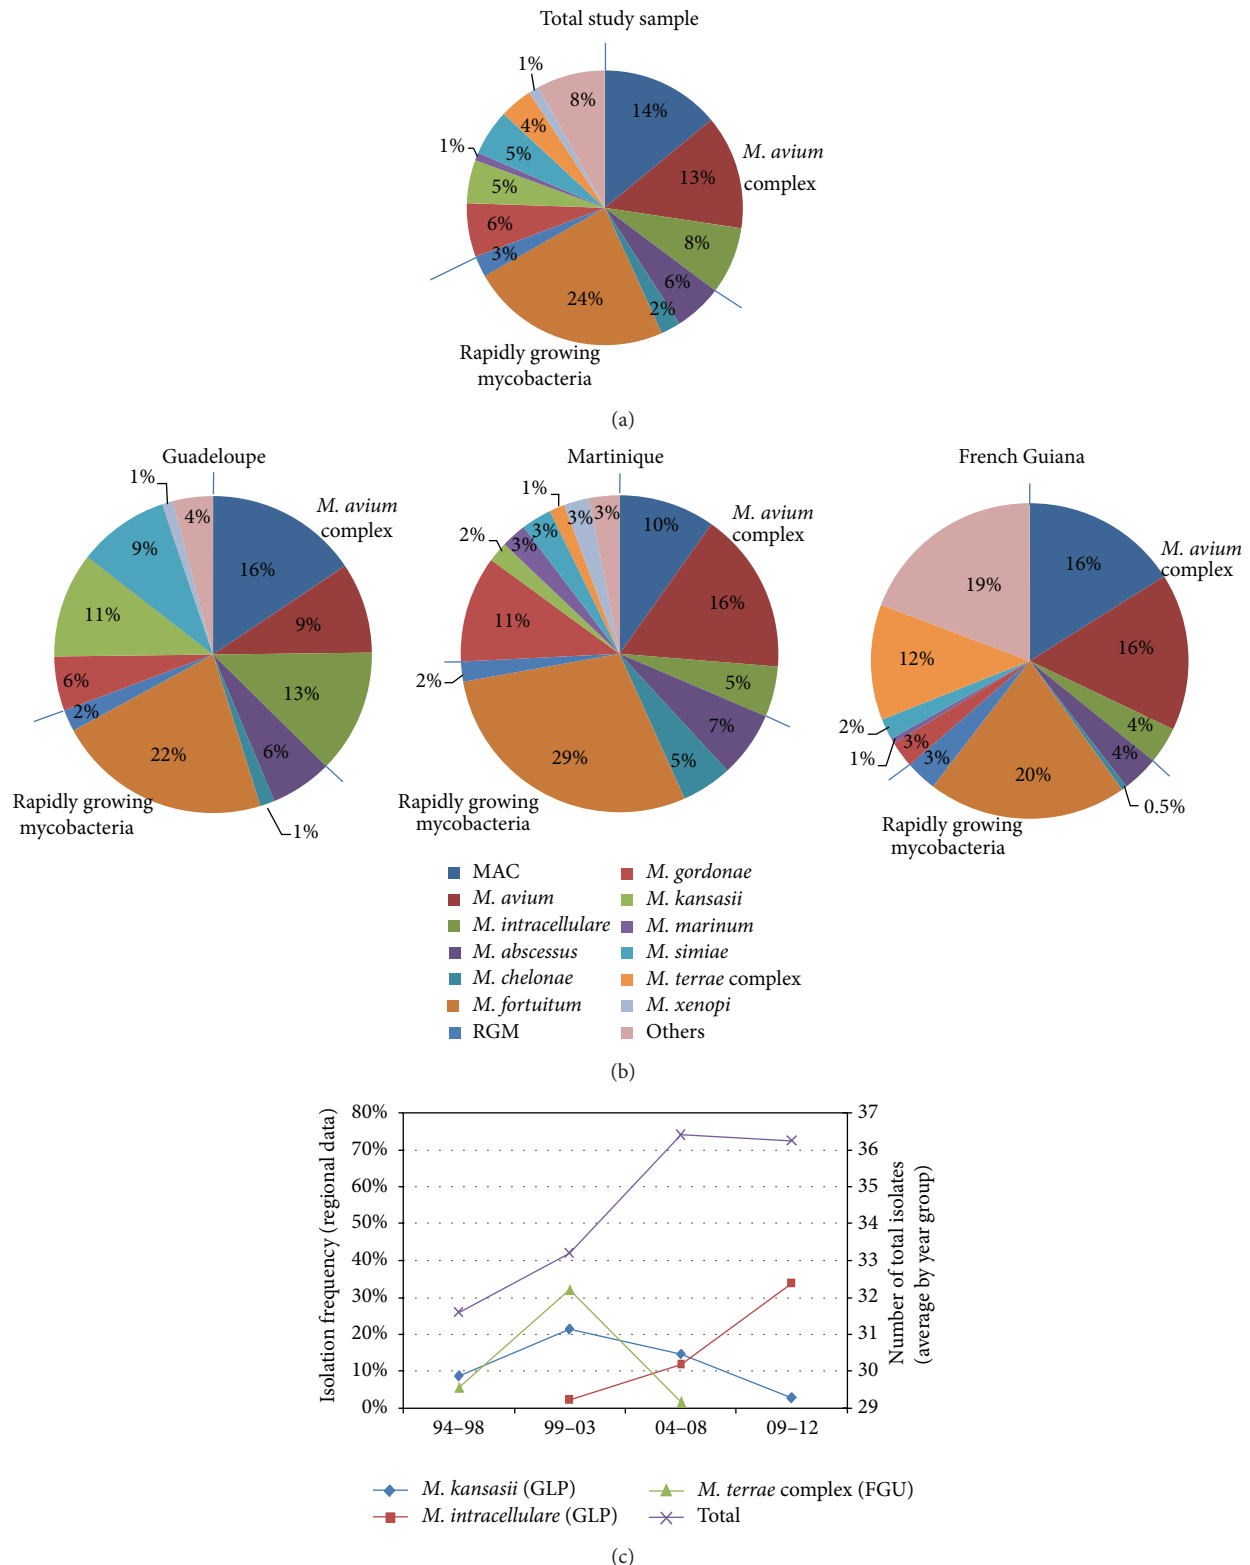 Total study sample
1%
8%
14%
4%
M. avium
complex
1%
5%
13%
5%
6%
8%
3%
6%
2%
24%
Rapidly growing
mycobacteria
(a)
Guadeloupe
1%
4%
M. avium
complex
9%
16%
11%
9%
6%
13%
2%
6%
22%
Rapidly growing
mycobacteria
1%
Martinique
1%
3%
3%
10%
M. avium
complex
2%
3%
3%
16%
11%
5%
2%
7%
29%
5%
Rapidly growing
mycobacteria
French Guiana
19%
16%
M. avium
complex
12%
16%
2%
4%
1%
3%
3%
4%
20%
0.5%
Rapidly growing
mycobacteria
MAC
M. avium
M. intracellulare
M. abscessus
M. chelonae
M. fortuitum
RGM
M. gordonae
M. kansasii
M. marinum
M. simiae
M. terrae complex
M. xenopi
Others
(b)
Isolation frequency (regional data)
80%
70%
60%
50%
40%
30%
20%
10%
0%
37
36
35
34
33
32
31
30
29
Number of total isolates
(average by year group)
94–98
99–03
04–08
09–12
M. kansasii (GLP)
M. intracellulare (GLP)
M. terrae complex (FGU)
Total
(c)